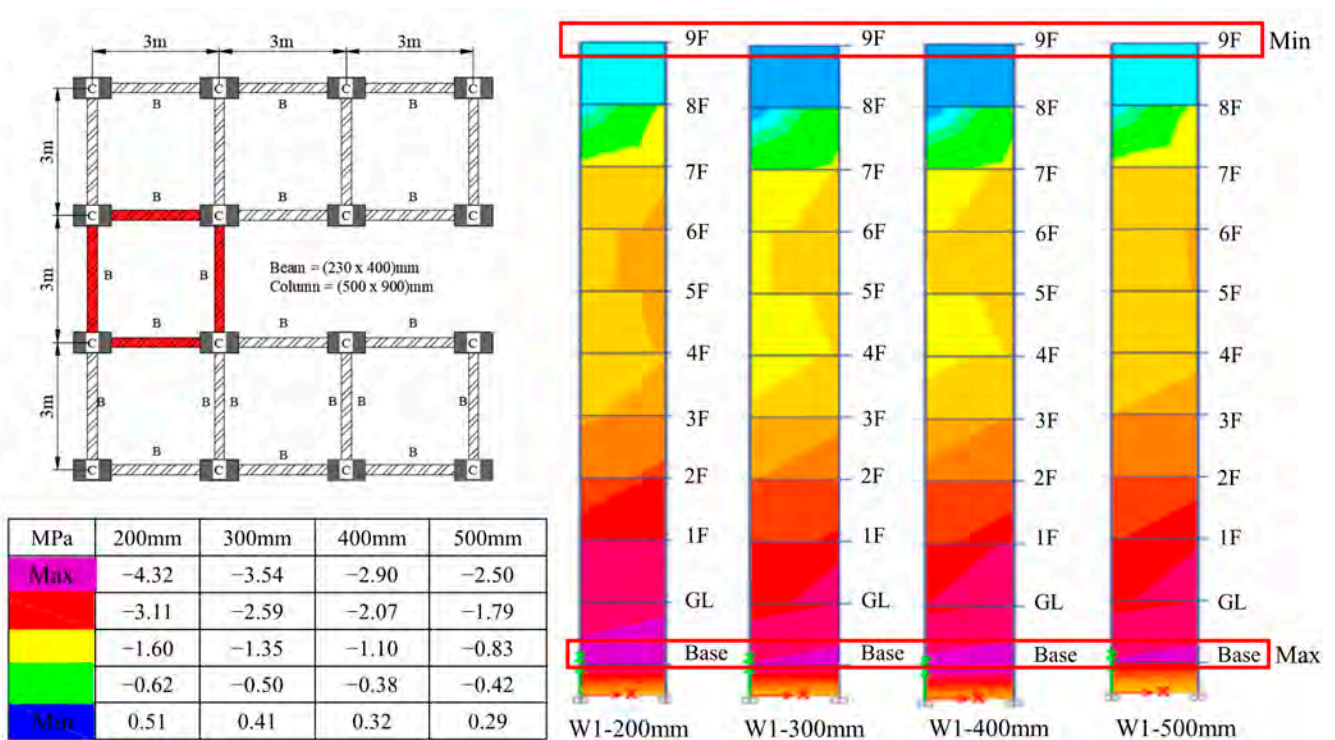 3m 3m 3m
C C C C
B B B
3m
B B B
C C C C
3m
B B
Beam = (230 x 400)mm
Column = (500 x 900)mm
B B B
C C C C
3m
B B B B B B
B B B
C C C C
MPa 200mm 300mm 400mm 500mm
Max −4.32 −3.54 −2.90 −2.50
−3.11 −2.59 −2.07 −1.79
−1.60 −1.35 −1.10 −0.83
−0.62 −0.50 −0.38 −0.42
Min 0.51 0.41 0.32 0.29
9F 9F 9F 9F Min
8F 8F 8F 8F
7F 7F 7F 7F
6F 6F 6F 6F
5F 5F 5F 5F
4F 4F 4F 4F
3F 3F 3F 3F
2F 2F 2F 2F
1F 1F 1F 1F
GL GL GL GL
Base Base Base Base Max
X X X X
W1-200mm W1-300mm W1-400mm W1-500mm